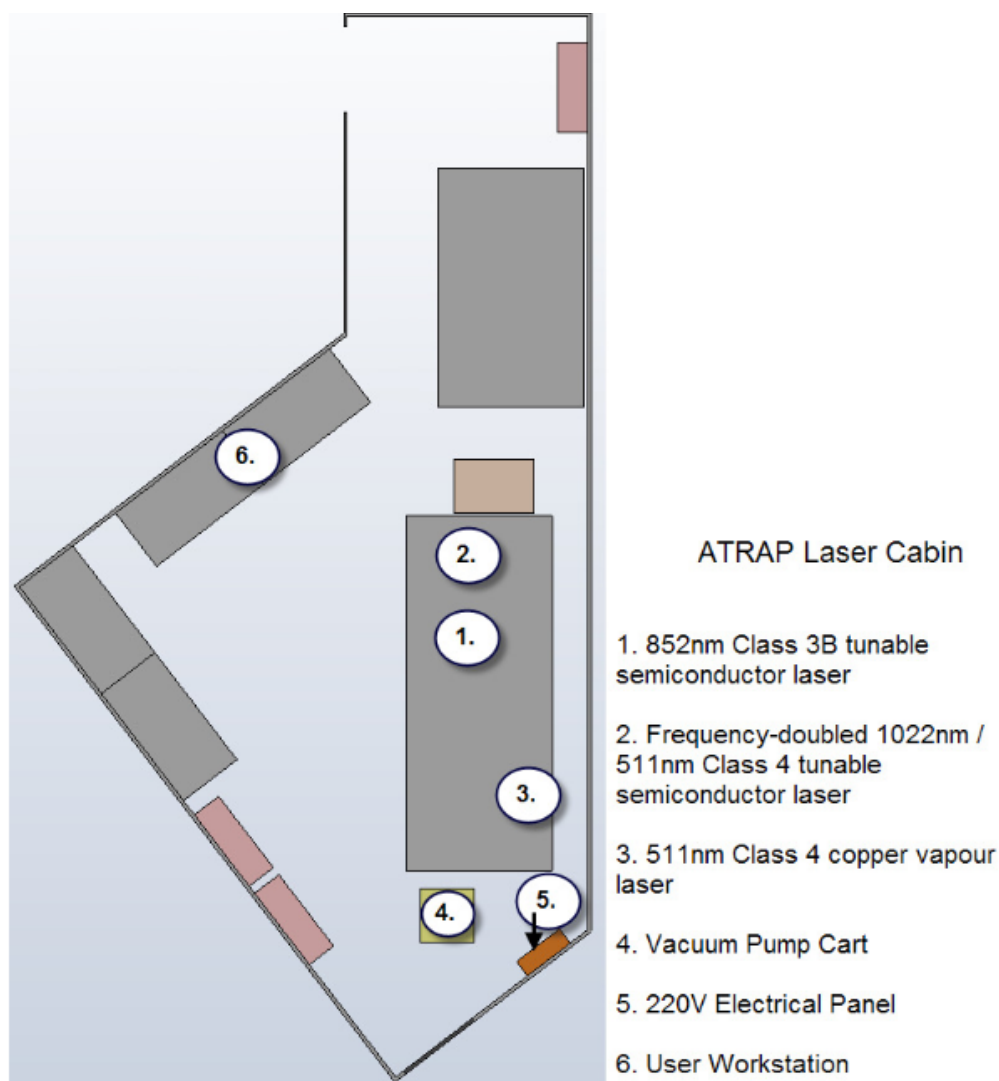 6.
2.
1.
3.
4.
5.
ATRAP Laser Cabin
1. 852nm Class 3B tunable
semiconductor laser
2. Frequency-doubled 1022nm /
511nm Class 4 tunable
semiconductor laser
3. 511nm Class 4 copper vapour
laser
4. Vacuum Pump Cart
5. 220V Electrical Panel
6. User Workstation